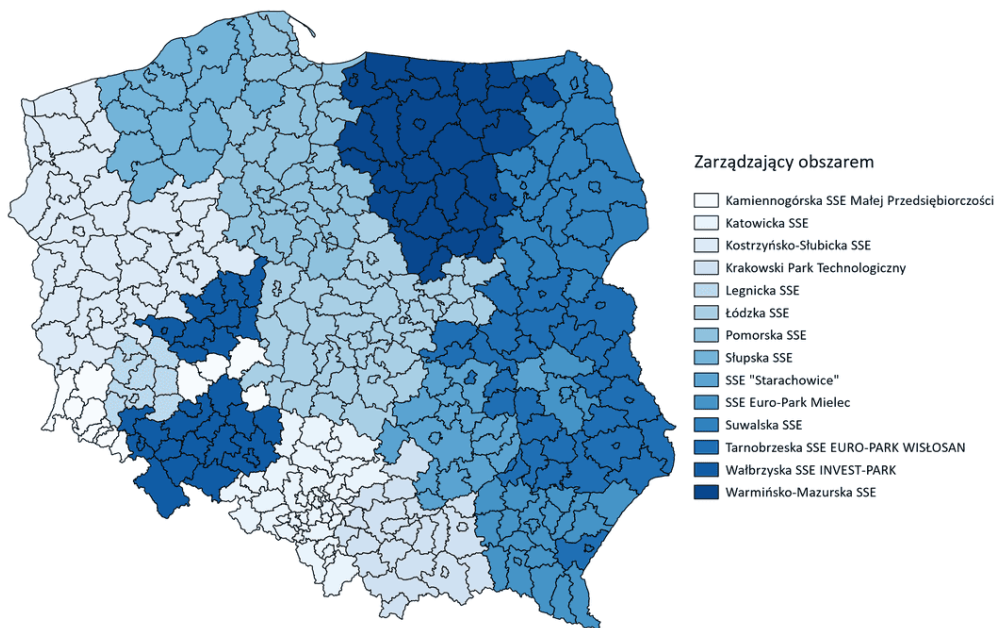 Zarządzający obszarem
Kamiennogórska SSE Małej Przedsiębiorczości
Katowicka SSE
Kostrzyńsko-Słubicka SSE
Krakowski Park Technologiczny
Legnicka SSE
Łódzka SSE
Pomorska SSE
Słupska SSE
SSE "Starachowice"
SSE Euro-Park Mielec
Suwalska SSE
Tarnobrzeska SSE EURO-PARK WISŁOSAN
Wałbrzyska SSE INVEST-PARK
Warmińsko-Mazurska SSE